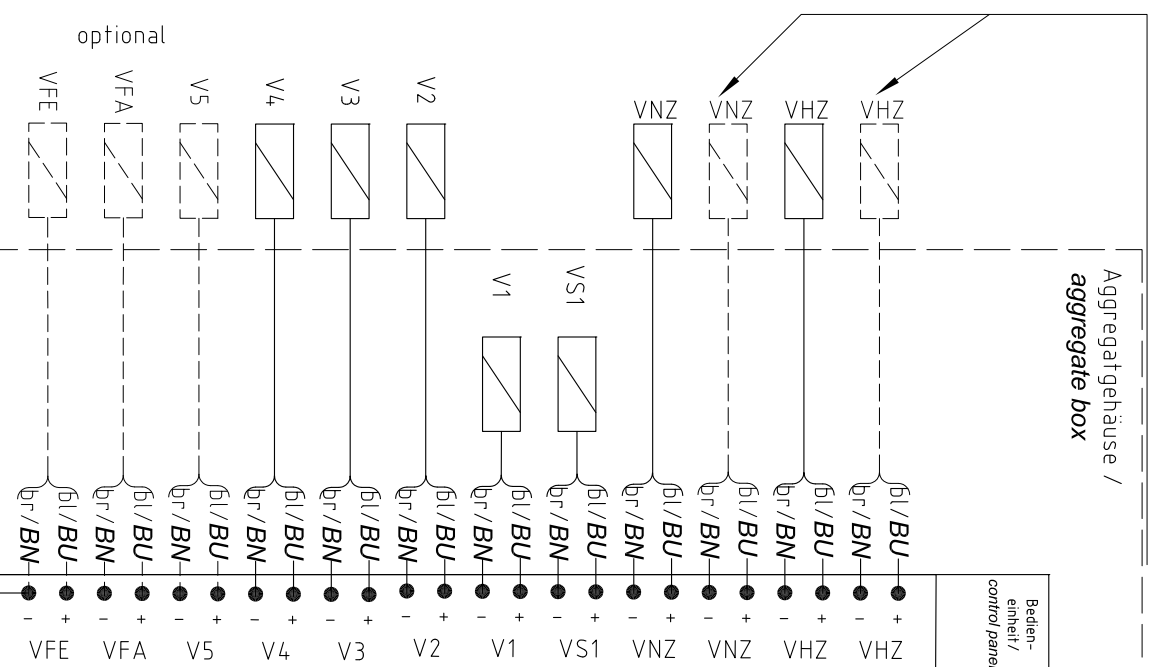 optional
VFE VFA V5 V4 V3 V2 VNZ VNZ VHZ VHZ
V1 VS1
Aggregatgehäuse /
aggregate box
br/BN bl/BU br/BN bl/BU br/BN bl/BU br/BN bl/BU br/BN bl/BU br/BN bl/BU br/BN bl/BU br/BN bl/BU br/BN bl/BU br/BN bl/BU br/BN bl/BU br/BN bl/BU
Bedien-
einheit/
control panel
- + - + - + - + - + - + - + - + - + - + - + - +
VFE VFA V5 V4 V3 V2 V1 VS1 VNZ VNZ VHZ VHZ